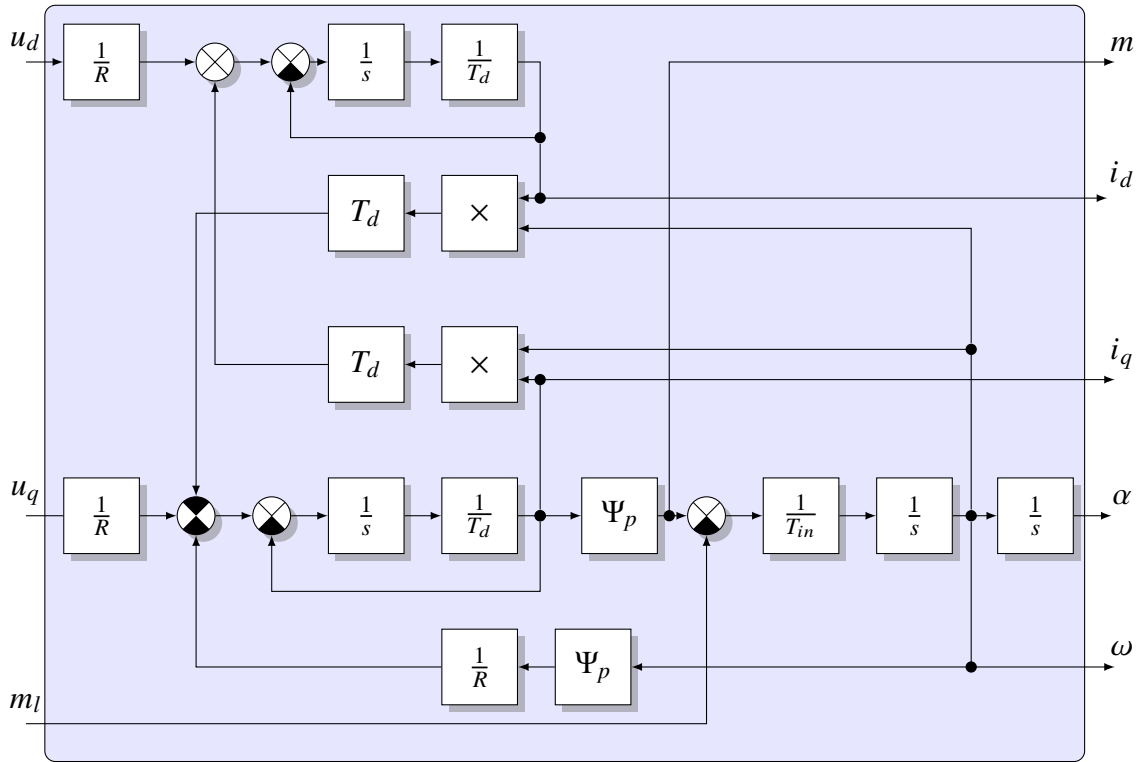 u_d 1/R 1/s 1/T_d m
T_d × i_d
T_d × i_q
u_q 1/R 1/s 1/T_d Ψ_p 1/T_in 1/s 1/s α
1/R Ψ_p ω
m_l